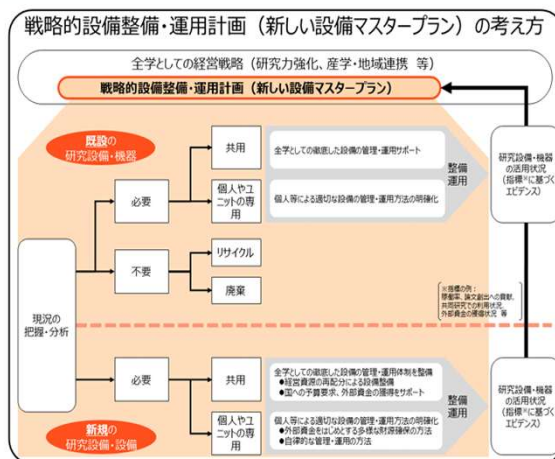 戦略的設備整備・運用計画（新しい設備マスタープラン）の考え方
全学としての経営戦略（研究力強化、産学・地域連携 等）
戦略的設備整備・運用計画（新しい設備マスタープラン）
既設の
研究設備・機器
共用
全学としての徹底した設備の管理・運用サポート
整備
運用
研究設備・機器
の活用状況
（指標※に基づく
エビデンス）
必要
個人やユ
ニットの専
用
個人等による適切な設備の管理・運用方法の明確化
不要
リサイクル
廃棄
現況の
把握・分析
※指標の例：
稼働率、論文創出への貢献、
共同研究での利用状況、
外部資金の獲得状況 等
必要
共用
全学としての徹底した設備の管理・運用体制を整備
●経営資源の再配分による設備整備
●国への予算要求、外部資金の獲得をサポート
整備
運用
研究設備・機器
の活用状況
（指標※に基づく
エビデンス）
個人やユ
ニットの専
用
個人等による適切な設備の管理・運用方法の明確化
●外部資金をはじめとする多様な財源確保の方法
●自律的な管理・運用の方法
新規の
研究設備・設備